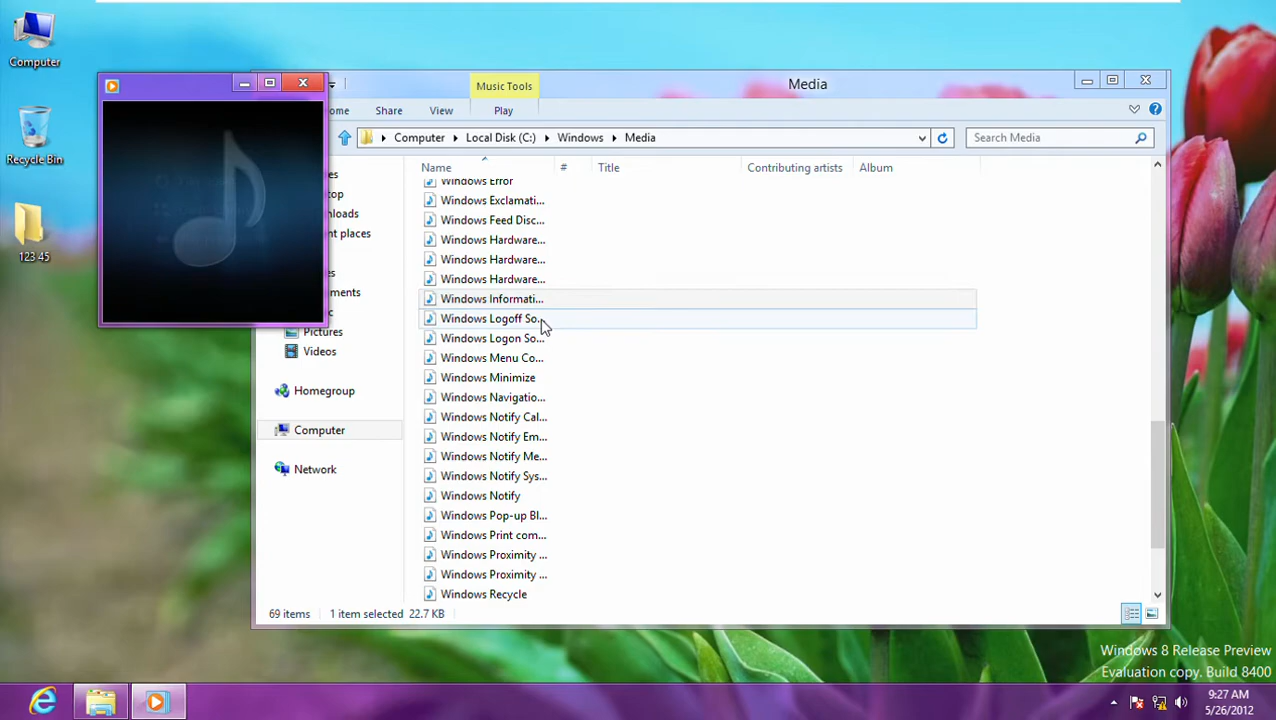 Computer
Recycle Bin
123 45
Music Tools
Media
ome
Share
View
Play
Computer
Local Disk (C:)
Windows
Media
Search Media
Name
#
Title
Contributing artists
Album
top
nloads
ent places
ments
Pictures
Videos
Homegroup
Computer
Network
Windows Error
Windows Exclamati...
Windows Feed Disc...
Windows Hardware...
Windows Hardware...
Windows Hardware...
Windows Informati...
Windows Logoff So...
Windows Logon So...
Windows Menu Co...
Windows Minimize
Windows Navigatio...
Windows Notify Cal...
Windows Notify Em...
Windows Notify Me...
Windows Notify Sys...
Windows Notify
Windows Pop-up Bl...
Windows Print com...
Windows Proximity ...
Windows Proximity ...
Windows Recycle
69 items
1 item selected 22.7 KB
Windows 8 Release Preview
Evaluation copy. Build 8400
9:27 AM
5/26/2012